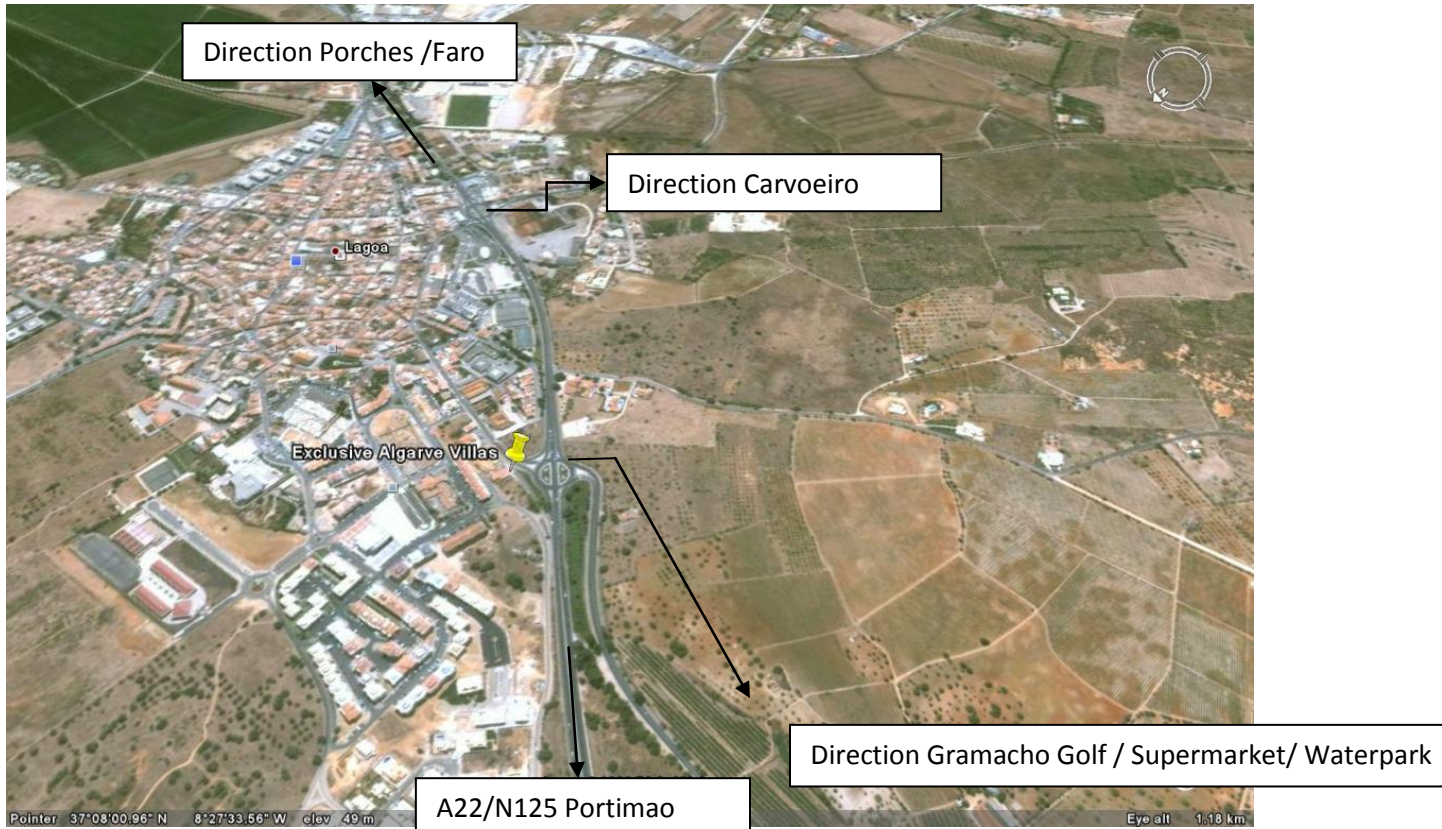 Direction Porches /Faro
N
Direction Carvoeiro
Lagoa
Exclusive Algarve Villas
Direction Gramacho Golf / Supermarket/ Waterpark
A22/N125 Portimao
Pointer 37°08'00.96" N 8°27'33.56" W elev 49 m Eye alt 1.18 km